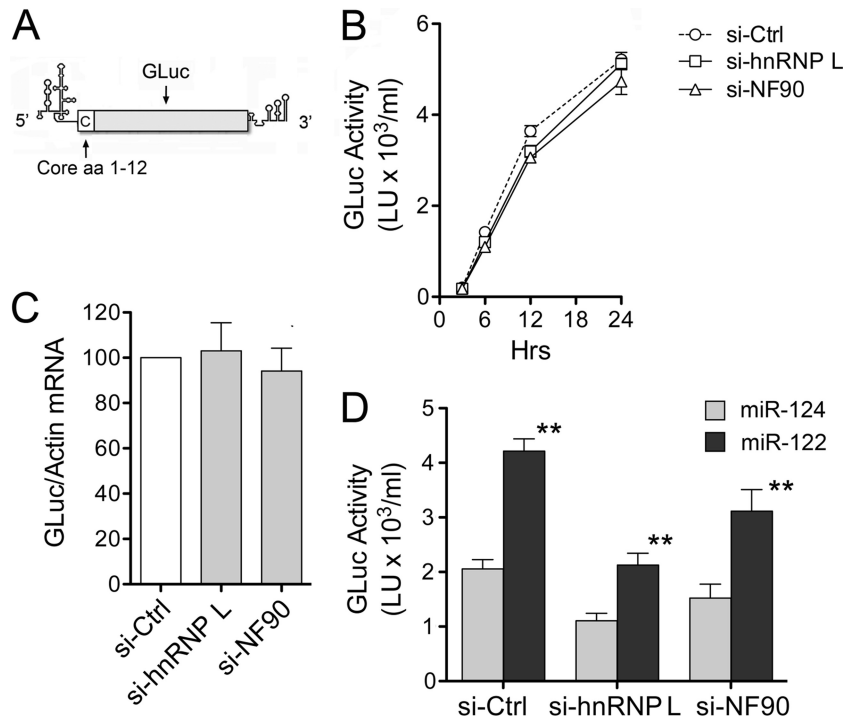 A
GLuc
5'
C
3'
Core aa 1-12
B
GLuc Activity
(LU x 10³/ml)
6
4
2
0
0 6 12 18 24
Hrs
si-Ctrl
si-hnRNP L
si-NF90
C
GLuc/Actin mRNA
120
100
80
60
40
20
0
si-Ctrl
si-hnRNP L
si-NF90
D
GLuc Activity
(LU x 10³/ml)
5
4
3
2
1
0
** ** **
si-Ctrl si-hnRNP L si-NF90
miR-124
miR-122